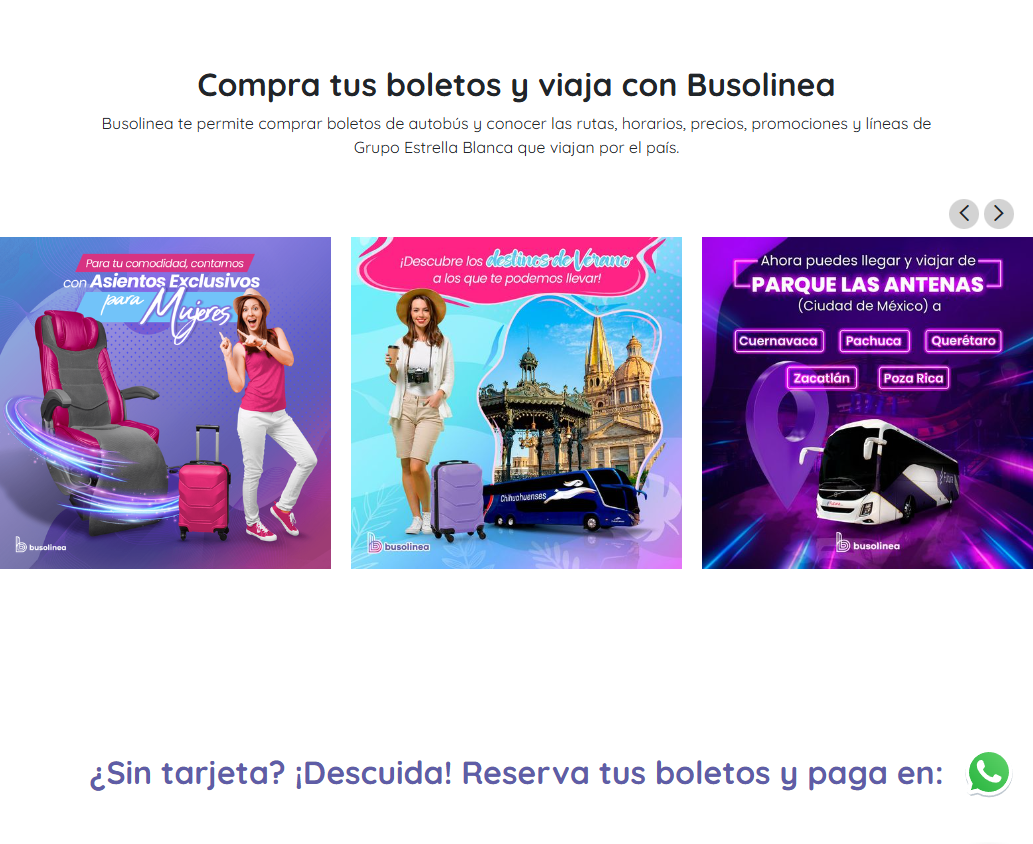 Compra tus boletos y viaja con Busolinea
Busolinea te permite comprar boletos de autobús y conocer las rutas, horarios, precios, promociones y líneas de
Grupo Estrella Blanca que viajan por el país.
Para tu comodidad, contamos
con Asientos Exclusivos
para Mujeres
busolinea
¡Descubre los destinos de Verano
a los que te podemos llevar!
Chihuahuenses
busolinea
Ahora puedes llegar y viajar de
PARQUE LAS ANTENAS
(Ciudad de México) a
Cuernavaca Pachuca Querétaro
Zacatlán Poza Rica
busolinea
¿Sin tarjeta? ¡Descuida! Reserva tus boletos y paga en: